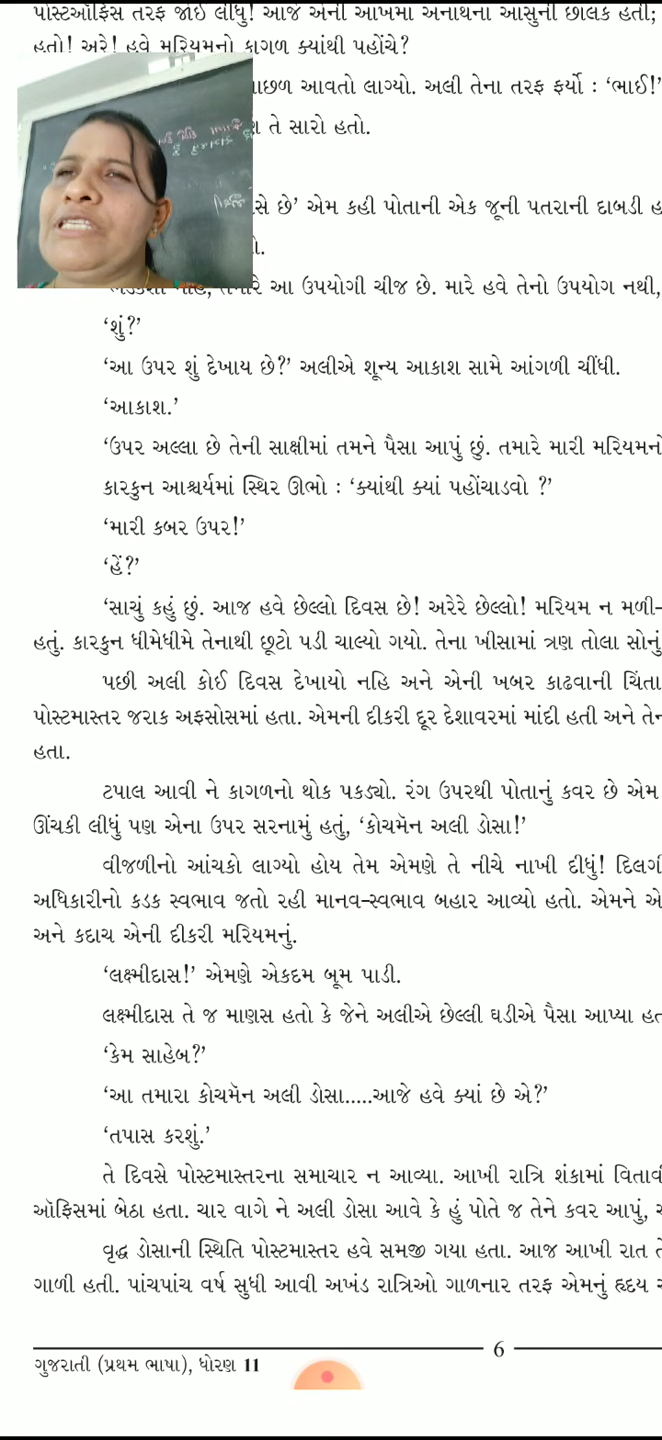 પોસ્ટઑફિસ તરફ જોઈ લીધું! આજે એની આંખમાં અનાથના આંસુની છાલક હતી;
હતો! અરે! હવે મરિયમનો કાગળ ક્યાંથી પહોંચે?
પાછળ આવતો લાગ્યો. અલી તેના તરફ ફર્યો : ‘ભાઈ!’
તે સારો હતો.
છે’ એમ કહી પોતાની એક જૂની પતરાની દાબડી
આ ઉપયોગી ચીજ છે. મારે હવે તેનો ઉપયોગ નથી,
‘શું?’
‘આ ઉપર શું દેખાય છે?’ અલીએ શૂન્ય આકાશ સામે આંગળી ચીંધી.
‘આકાશ.’
‘ઉપર અલ્લા છે તેની સાક્ષીમાં તમને પૈસા આપું છું. તમારે મારી મરિયમનો
કારકુન આશ્ચર્યમાં સ્થિર ઊભો : ‘ક્યાંથી ક્યાં પહોંચાડવો ?’
‘મારી કબર ઉપર!’
‘હેં?’
‘સાચું કહું છું. આજ હવે છેલ્લો દિવસ છે! અરેરે છેલ્લો! મરિયમ ન મળી–
હતું. કારકુન ધીમેધીમે તેનાથી છૂટો પડી ચાલ્યો ગયો. તેના ખીસામાં ત્રણ તોલા સોનું
પછી અલી કોઈ દિવસ દેખાયો નહિ અને એની ખબર કાઢવાની ચિંતા
પોસ્ટમાસ્તર જરાક અફસોસમાં હતા. એમની દીકરી દૂર દેશાવરમાં માંદી હતી અને
હતા.
ટપાલ આવી ને કાગળનો થોક પકડ્યો. રંગ ઉપરથી પોતાનું કવર છે એમ
ઊંચકી લીધું પણ એના ઉપર સરનામું હતું, ‘કોચમૅન અલી ડોસા!’
વીજળીનો આંચકો લાગ્યો હોય તેમ એમણે તે નીચે નાખી દીધું!
અધિકારીનો કડક સ્વભાવ જતો રહી માનવ-સ્વભાવ બહાર આવ્યો હતો. એમને
અને કદાચ એની દીકરી મરિયમનું.
‘લક્ષ્મીદાસ!’ એમણે એકદમ બૂમ પાડી.
લક્ષ્મીદાસ તે જ માણસ હતો કે જેને અલીએ છેલ્લી ઘડીએ પૈસા આપ્યા
‘કેમ સાહેબ?’
‘આ તમારા કોચમૅન અલી ડોસા.....આજે હવે ક્યાં છે એ?’
‘તપાસ કરશું.’
તે દિવસે પોસ્ટમાસ્તરના સમાચાર ન આવ્યા. આખી રાત્રિ શંકામાં
ઑફિસમાં બેઠા હતા. ચાર વાગે ને અલી ડોસા આવે કે હું પોતે જ તેને કવર આપું,
વૃદ્ધ ડોસાની સ્થિતિ પોસ્ટમાસ્તર હવે સમજી ગયા હતા. આજ આખી રાત
ગાળી હતી. પાંચપાંચ વર્ષ સુધી આવી અખંડ રાત્રિઓ ગાળનાર તરફ એમનું હૃદય
6
ગુજરાતી (પ્રથમ ભાષા), ધોરણ 11